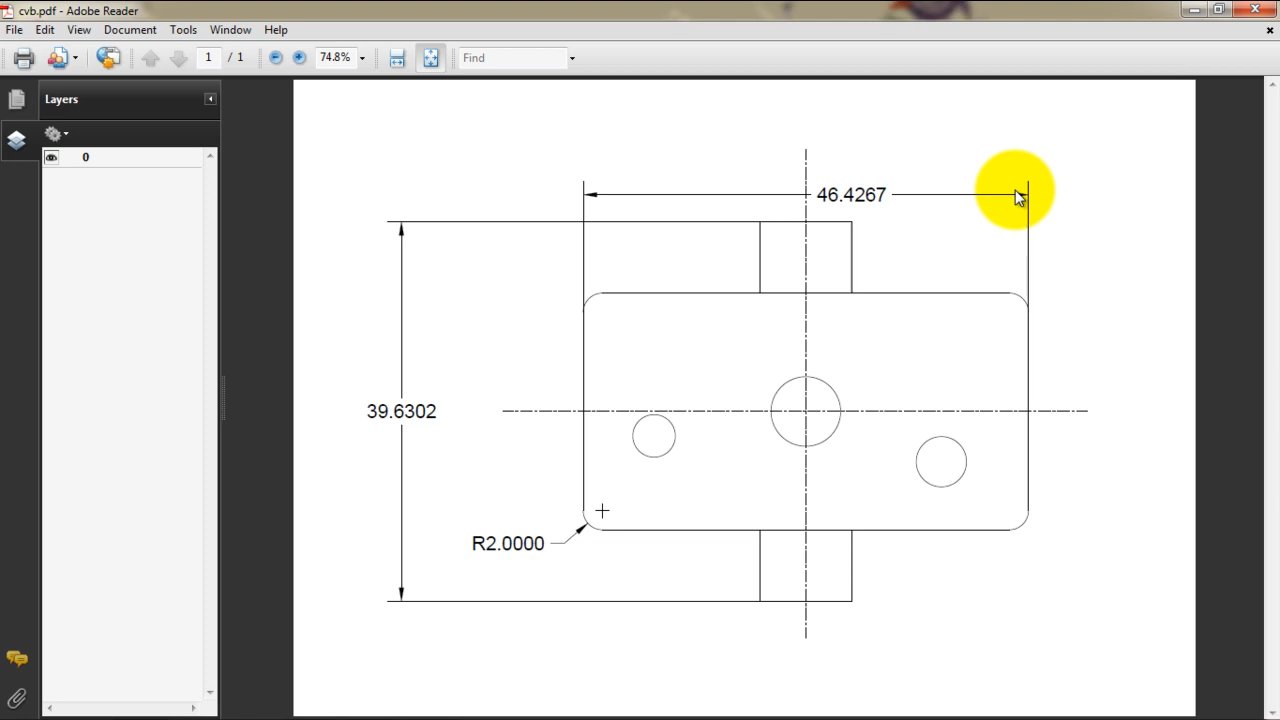 cvb.pdf - Adobe Reader
File Edit View Document Tools Window Help
1 / 1 74.8% Find
Layers
0
46.4267
39.6302
R2.0000